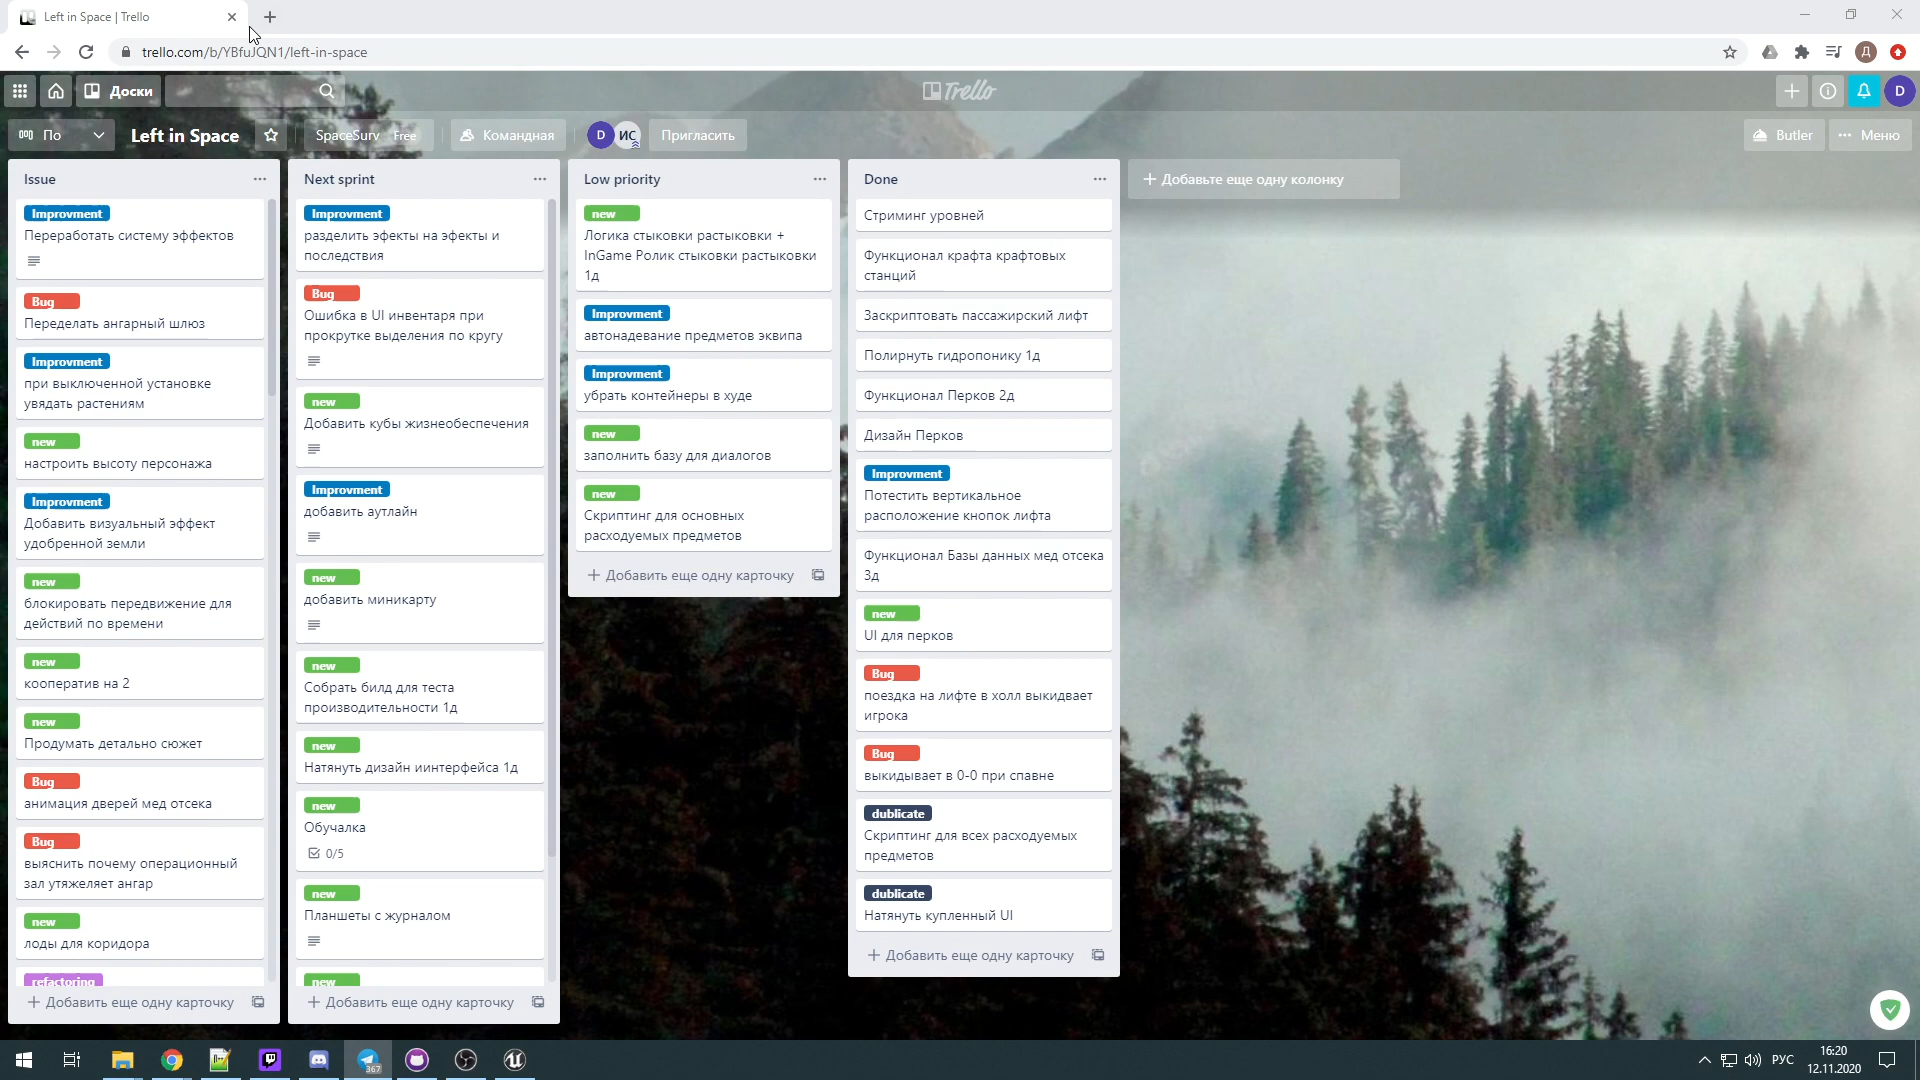 Left in Space | Trello
trello.com/b/YBfuJQN1/left-in-space
Д
Доски
Trello
D
По
Left in Space
SpaceSurv Free
Командная
D ИС
Пригласить
Butler
Меню
Issue
Improvment
Переработать систему эффектов
Bug
Переделать ангарный шлюз
Improvment
при выключенной установке
увядать растениям
new
настроить высоту персонажа
Improvment
Добавить визуальный эффект
удобренной земли
new
блокировать передвижение для
действий по времени
new
кооператив на 2
new
Продумать детально сюжет
Bug
анимация дверей мед отсека
Bug
выяснить почему операционный
зал утяжеляет ангар
new
лоды для коридора
refactoring
Добавить еще одну карточку
Next sprint
Improvment
разделить эфекты на эфекты и
последствия
Bug
Ошибка в UI инвентаря при
прокрутке выделения по кругу
new
Добавить кубы жизнеобеспечения
Improvment
добавить аутлайн
new
добавить миникарту
new
Собрать билд для теста
производительности 1д
new
Натянуть дизайн иинтерфейса 1д
new
Обучалка
0/5
new
Планшеты с журналом
new
Добавить еще одну карточку
Low priority
new
Логика стыковки растыковки +
InGame Ролик стыковки растыковки
1д
Improvment
автонадевание предметов эквипа
Improvment
убрать контейнеры в худе
new
заполнить базу для диалогов
new
Скриптинг для основных
расходуемых предметов
Добавить еще одну карточку
Done
Стриминг уровней
Функционал крафта крафтовых
станций
Заскриптовать пассажирский лифт
Полирнуть гидропонику 1д
Функционал Перков 2д
Дизайн Перков
Improvment
Потестить вертикальное
расположение кнопок лифта
Функционал Базы данных мед отсека
3д
new
UI для перков
Bug
поездка на лифте в холл выкидвает
игрока
Bug
выкидывает в 0-0 при спавне
dublicate
Скриптинг для всех расходуемых
предметов
dublicate
Натянуть купленный UI
Добавить еще одну карточку
Добавьте еще одну колонку
367
РУС
16:20
12.11.2020